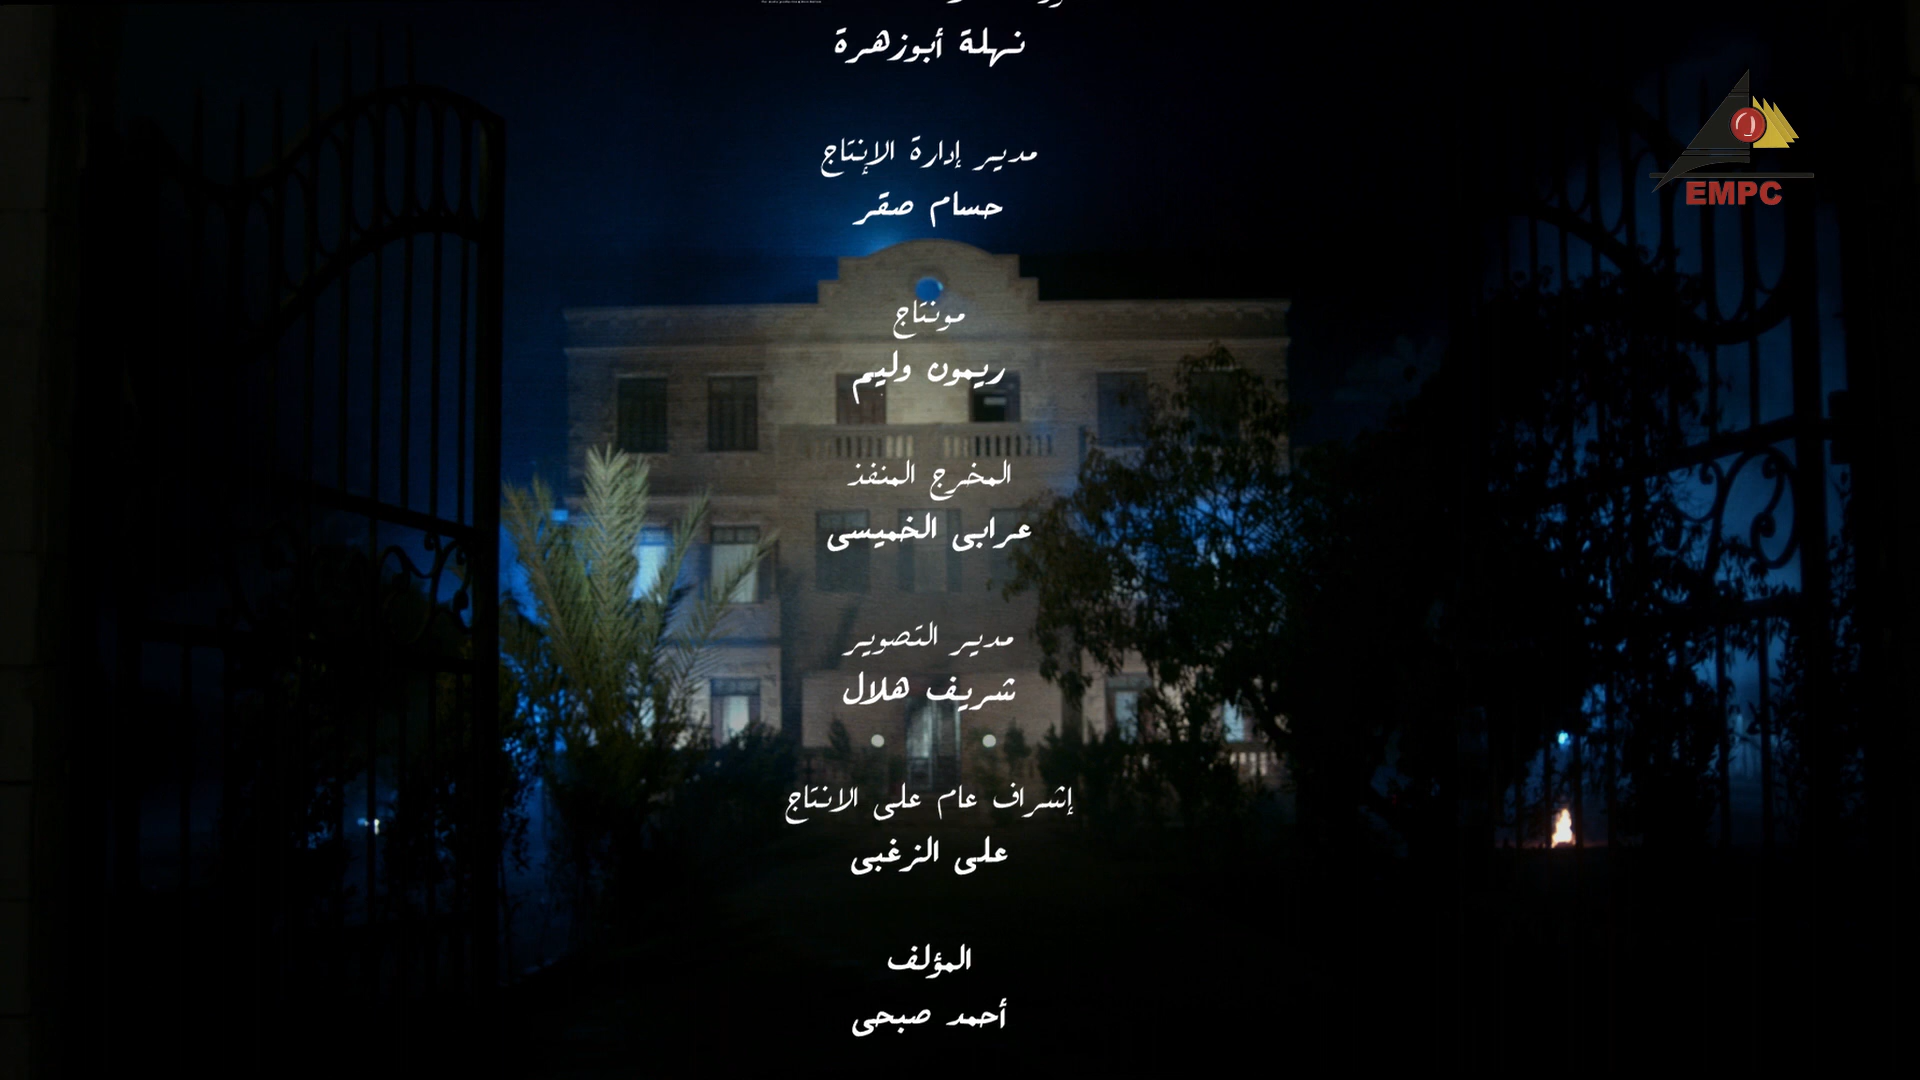 نهلة أبوزهرة
مدير إدارة الإنتاج
حسام صقر
مونتاج
ريمون وليم
المخرج المنفذ
عرابى الخميسى
مدير التصوير
شريف هلال
إشراف عام على الانتاج
على الزغبى
المؤلف
أحمد صبحى
EMPC